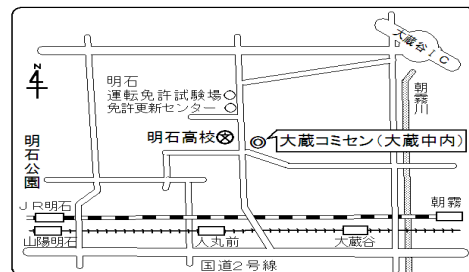 大蔵谷IC
N
明石
運転免許試験場
免許更新センター
朝霧川
明石高校
大蔵コミセン(大蔵中内)
明石公園
JR明石
朝霧
山陽明石
人丸前
大蔵谷
国道2号線